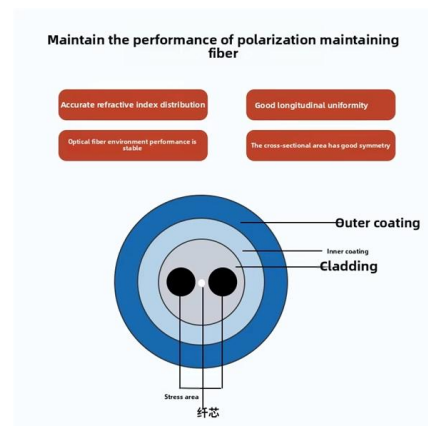 Maintain the performance of polarization maintaining
fiber
Accurate refractive index distribution
Good longitudinal uniformity
Optical fiber environment performance is
stable
The cross-sectional area has good symmetry
Outer coating
Inner coating
Cladding
Stress area
纤芯